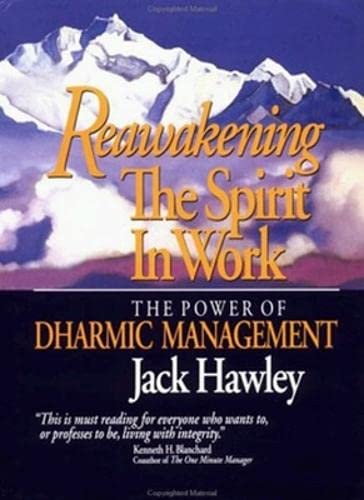 Reawakening
The Spirit
In Work
THE POWER OF
DHARMIC MANAGEMENT
Jack Hawley
“This is must reading for everyone who wants to,
or professes to be, living with integrity.”
Kenneth H. Blanchard
Coauthor of The One Minute Manager